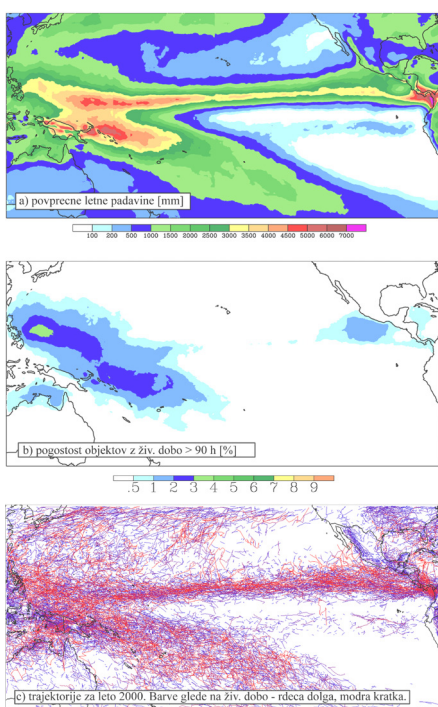 a) povprecne letne padavine [mm]
100 200 500 1000 1500 2000 2500 3000 3500 4000 4500 5000 6000 7000
b) pogostost objektov z živ. dobo > 90 h [%]
.5 1 2 3 4 5 6 7 8 9
c) trajektorije za leto 2000. Barve glede na živ. dobo - rdeca dolga, modra kratka.